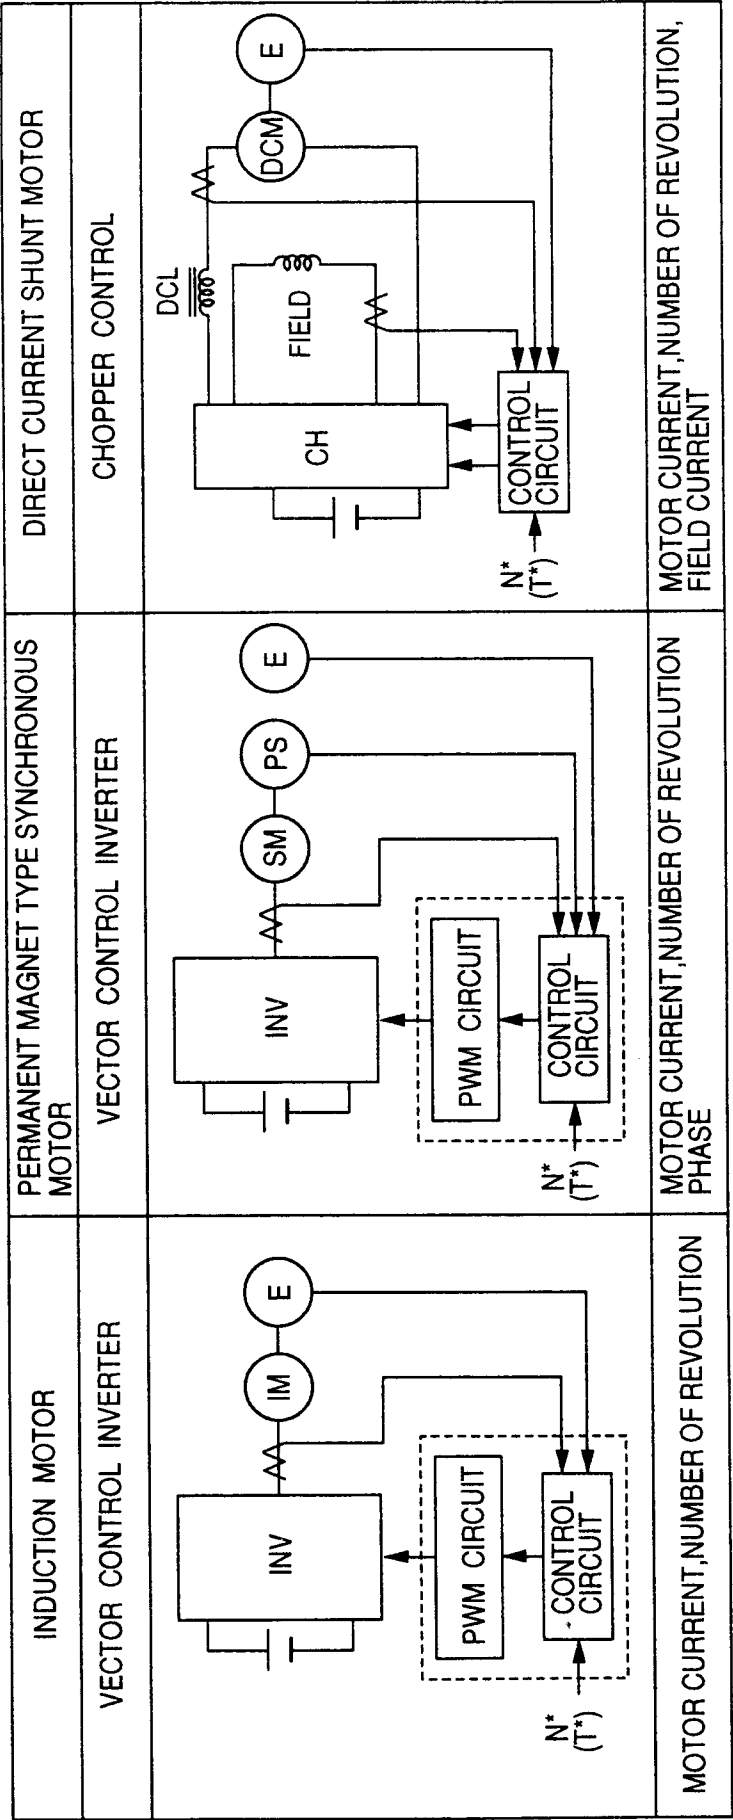 INDUCTION MOTOR
VECTOR CONTROL INVERTER
INV
IM
E
PWM CIRCUIT
CONTROL
CIRCUIT
N*
(T*)
MOTOR CURRENT,NUMBER OF REVOLUTION
PERMANENT MAGNET TYPE SYNCHRONOUS
MOTOR
VECTOR CONTROL INVERTER
INV
SM
PS
E
PWM CIRCUIT
CONTROL
CIRCUIT
N*
(T*)
MOTOR CURRENT,NUMBER OF REVOLUTION
PHASE
DIRECT CURRENT SHUNT MOTOR
CHOPPER CONTROL
DCL
FIELD
CH
DCM
E
CONTROL
CIRCUIT
N*
(T*)
MOTOR CURRENT,NUMBER OF REVOLUTION,
FIELD CURRENT